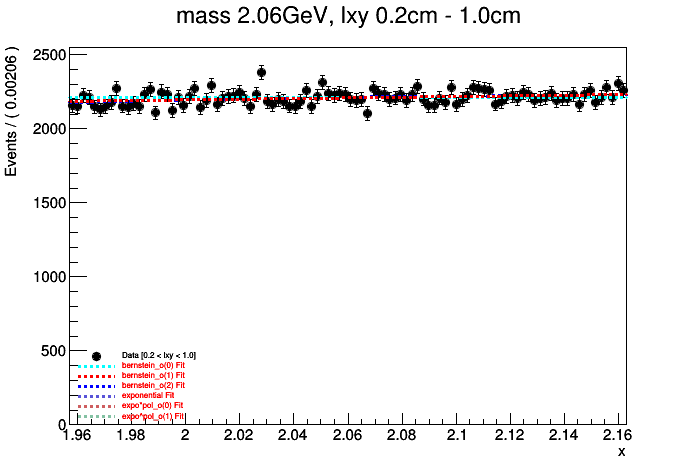 mass 2.06GeV, lxy 0.2cm - 1.0cm
Events / ( 0.00206 )
2500
2000
1500
1000
500
0
Data [0.2 < lxy < 1.0]
bernstein_o(0) Fit
bernstein_o(1) Fit
bernstein_o(2) Fit
exponential Fit
expo*pol_o(0) Fit
expo*pol_o(1) Fit
1.96 1.98 2 2.02 2.04 2.06 2.08 2.1 2.12 2.14 2.16
x